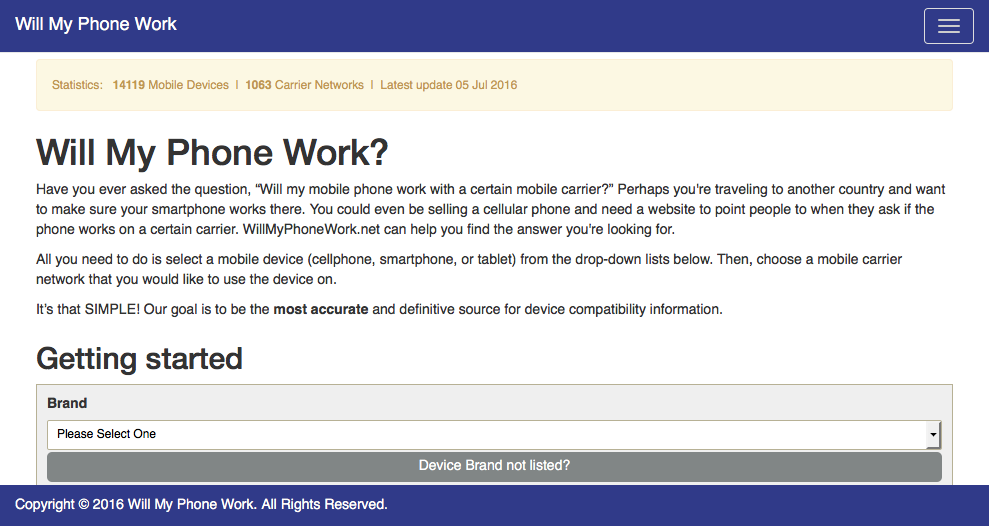 Will My Phone Work
Statistics: 14119 Mobile Devices | 1063 Carrier Networks | Latest update 05 Jul 2016
Will My Phone Work?
Have you ever asked the question, “Will my mobile phone work with a certain mobile carrier?” Perhaps you're traveling to another country and want
to make sure your smartphone works there. You could even be selling a cellular phone and need a website to point people to when they ask if the
phone works on a certain carrier. WillMyPhoneWork.net can help you find the answer you're looking for.
All you need to do is select a mobile device (cellphone, smartphone, or tablet) from the drop-down lists below. Then, choose a mobile carrier
network that you would like to use the device on.
It's that SIMPLE! Our goal is to be the most accurate and definitive source for device compatibility information.
Getting started
Brand
Please Select One
Device Brand not listed?
Copyright © 2016 Will My Phone Work. All Rights Reserved.